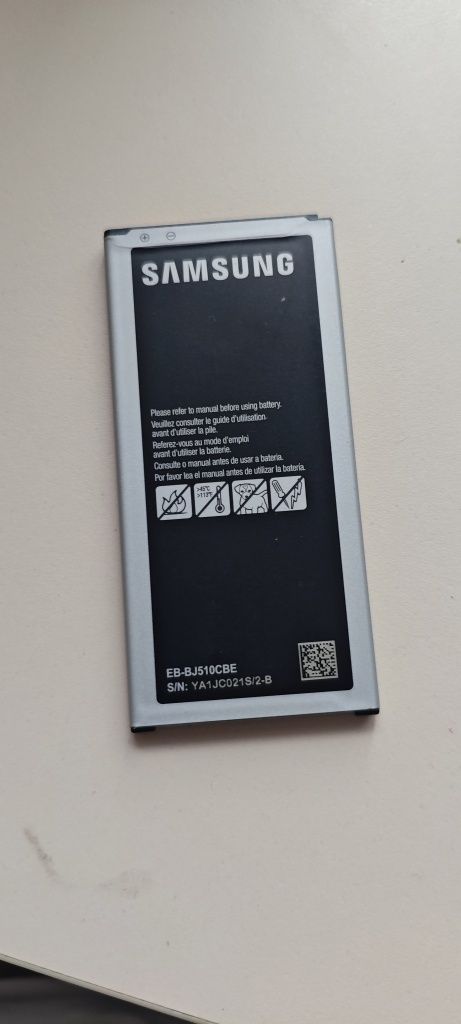 SAMSUNG
Please refer to manual before using battery.
Veuillez consulter le guide d'utilisation.
avant d'utiliser la pile.
Referez-vous au mode d'emploi
avant d'utiliser la batterie.
Consulte o manual antes de usar a bateria.
Por favor lea el manual antes de utilizar la batería.
>45°C
>113°F
EB-BJ510CBE
S/N: YA1JC021S/2-B